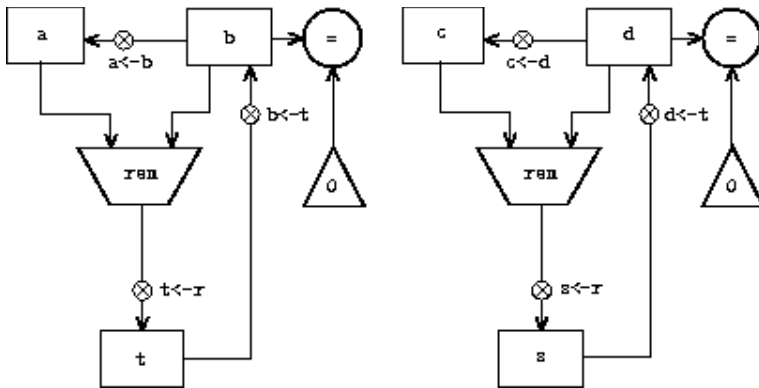 a
b
=
a<-b
b<-t
rem
0
t<-r
t
c
d
=
c<-d
d<-t
rem
0
s<-r
s